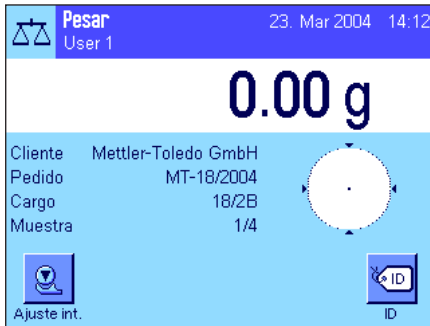 Pesar 23. Mar 2004 14:12
User 1
0.00 g
Cliente Mettler-Toledo GmbH
Pedido MT-18/2004
Cargo 18/2B
Muestra 1/4
ID
Ajuste int. ID